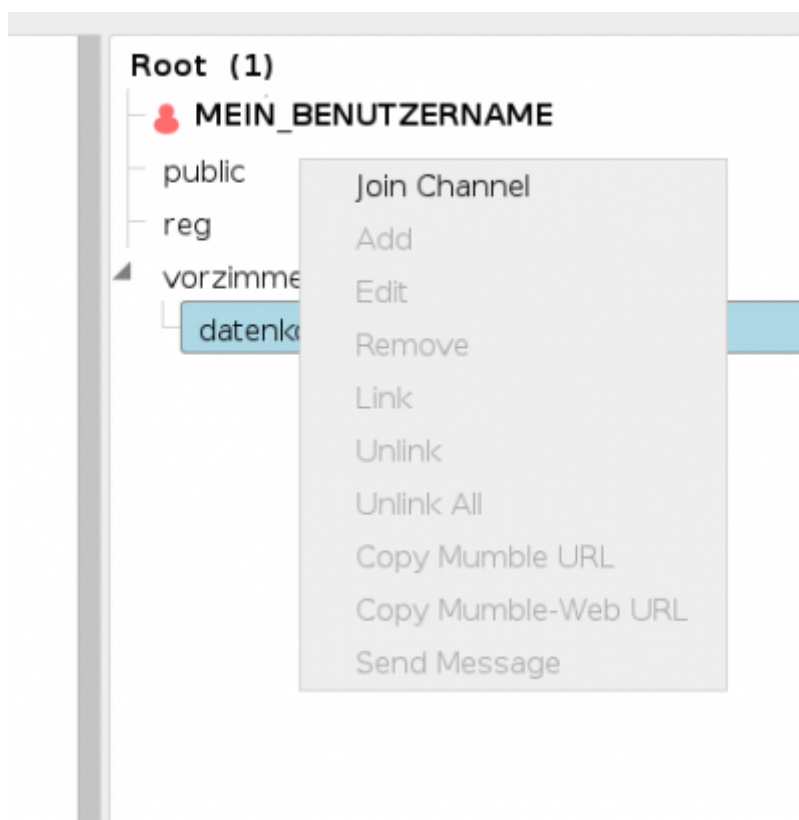 Root (1)
MEIN_BENUTZERNAME
public
reg
vorzimme
datenk
Join Channel
Add
Edit
Remove
Link
Unlink
Unlink All
Copy Mumble URL
Copy Mumble-Web URL
Send Message